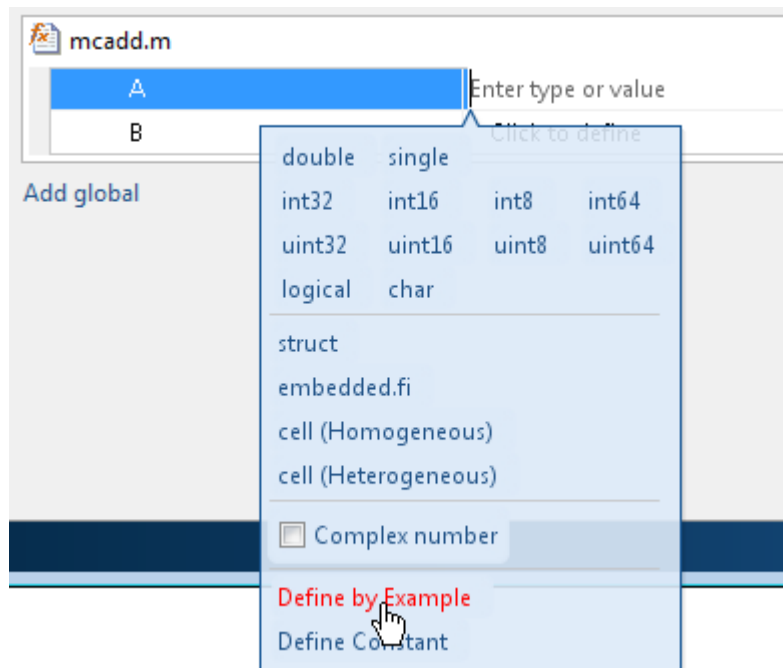 mcadd.m
A Enter type or value
B Click to define
Add global
double single
int32 int16 int8 int64
uint32 uint16 uint8 uint64
logical char
struct
embedded.fi
cell (Homogeneous)
cell (Heterogeneous)
Complex number
Define by Example
Define Constant